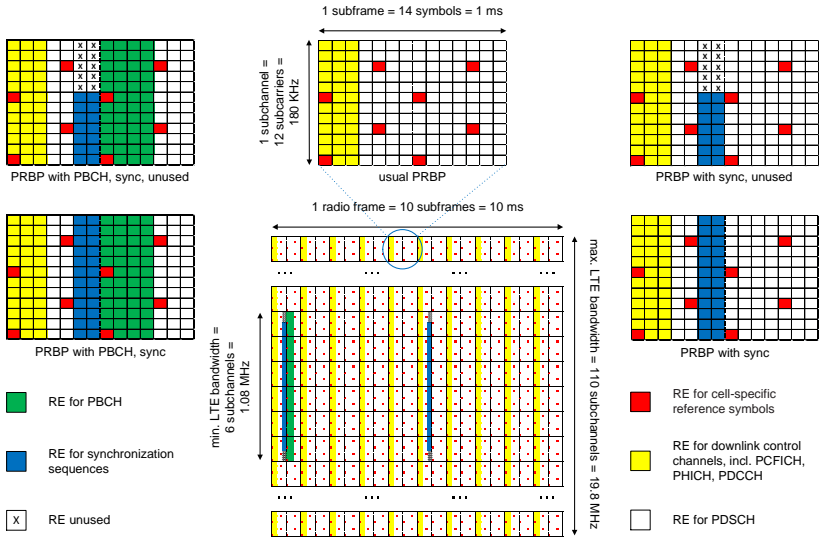 1 subframe = 14 symbols = 1 ms
x x
x x
x x
x x
1 subchannel =
12 subcarriers =
180 KHz
x x
x x
x x
x x
PRBP with PBCH, sync, unused
usual PRBP
PRBP with sync, unused
1 radio frame = 10 subframes = 10 ms
...
...
...
...
PRBP with PBCH, sync
PRBP with sync
min. LTE bandwidth =
6 subchannels =
1.08 MHz
max. LTE bandwidth = 110 subchannels = 19.8 MHz
RE for PBCH
RE for synchronization
sequences
x
RE unused
...
...
...
...
RE for cell-specific
reference symbols
RE for downlink control
channels, incl. PCFICH,
PHICH, PDCCH
RE for PDSCH